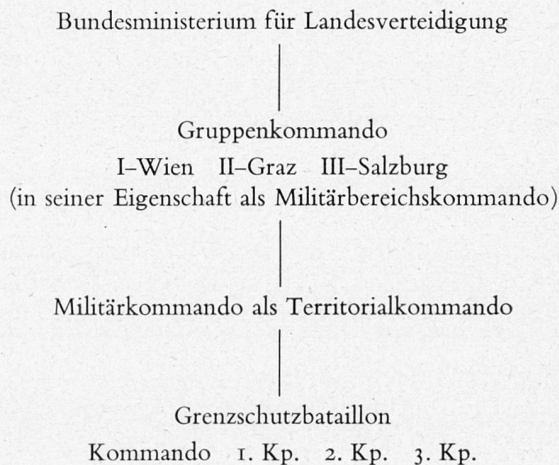 Bundesministerium für Landesverteidigung
Gruppenkommando
I–Wien II–Graz III–Salzburg
(in seiner Eigenschaft als Militärbereichskommando)
Militärkommando als Territorialkommando
Grenzschutzbataillon
Kommando 1. Kp. 2. Kp. 3. Kp.